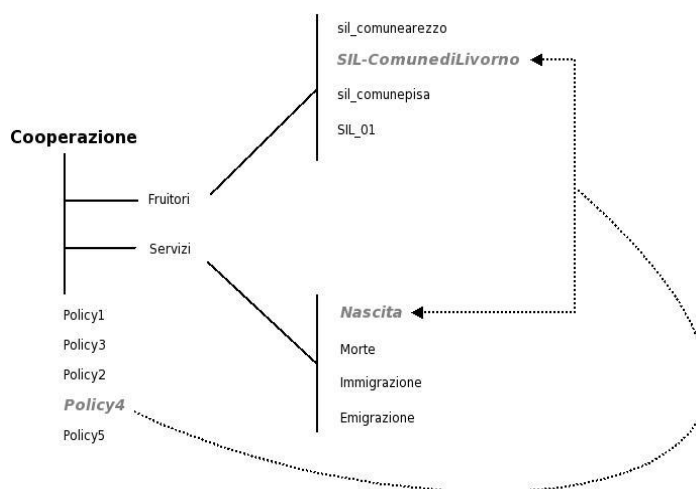 Cooperazione
Fruitori
Servizi
Policy1
Policy3
Policy2
Policy4
Policy5
sil_comunearezzo
SIL-ComunediLivorno
sil_comunepisa
SIL_01
Nascita
Morte
Immigrazione
Emigrazione